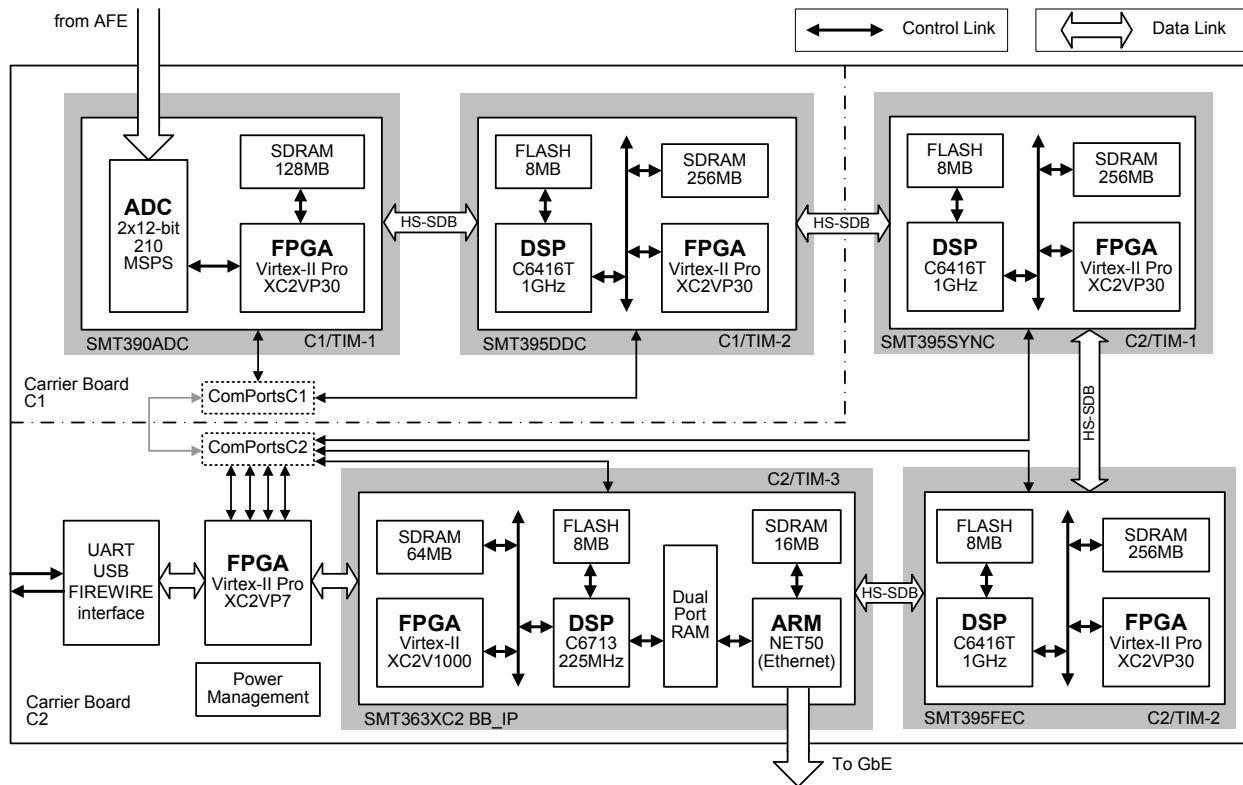 from AFE
Control Link
Data Link
ADC
2x12-bit
210
MSPS
SDRAM
128MB
FPGA
Virtex-II Pro
XC2VP30
SMT390ADC
C1/TIM-1
HS-SDB
FLASH
8MB
DSP
C6416T
1GHz
SDRAM
256MB
FPGA
Virtex-II Pro
XC2VP30
SMT395DDC
C1/TIM-2
HS-SDB
FLASH
8MB
DSP
C6416T
1GHz
SDRAM
256MB
FPGA
Virtex-II Pro
XC2VP30
SMT395SYNC
C2/TIM-1
Carrier Board
C1
ComPortsC1
ComPortsC2
HS-SDB
UART
USB
FIREWIRE
interface
FPGA
Virtex-II Pro
XC2VP7
Power
Management
Carrier Board
C2
C2/TIM-3
SDRAM
64MB
FPGA
Virtex-II
XC2V1000
FLASH
8MB
DSP
C6713
225MHz
Dual
Port
RAM
SDRAM
16MB
ARM
NET50
(Ethernet)
SMT363XC2 BB_IP
HS-SDB
FLASH
8MB
DSP
C6416T
1GHz
SDRAM
256MB
FPGA
Virtex-II Pro
XC2VP30
SMT395FEC
C2/TIM-2
To GbE